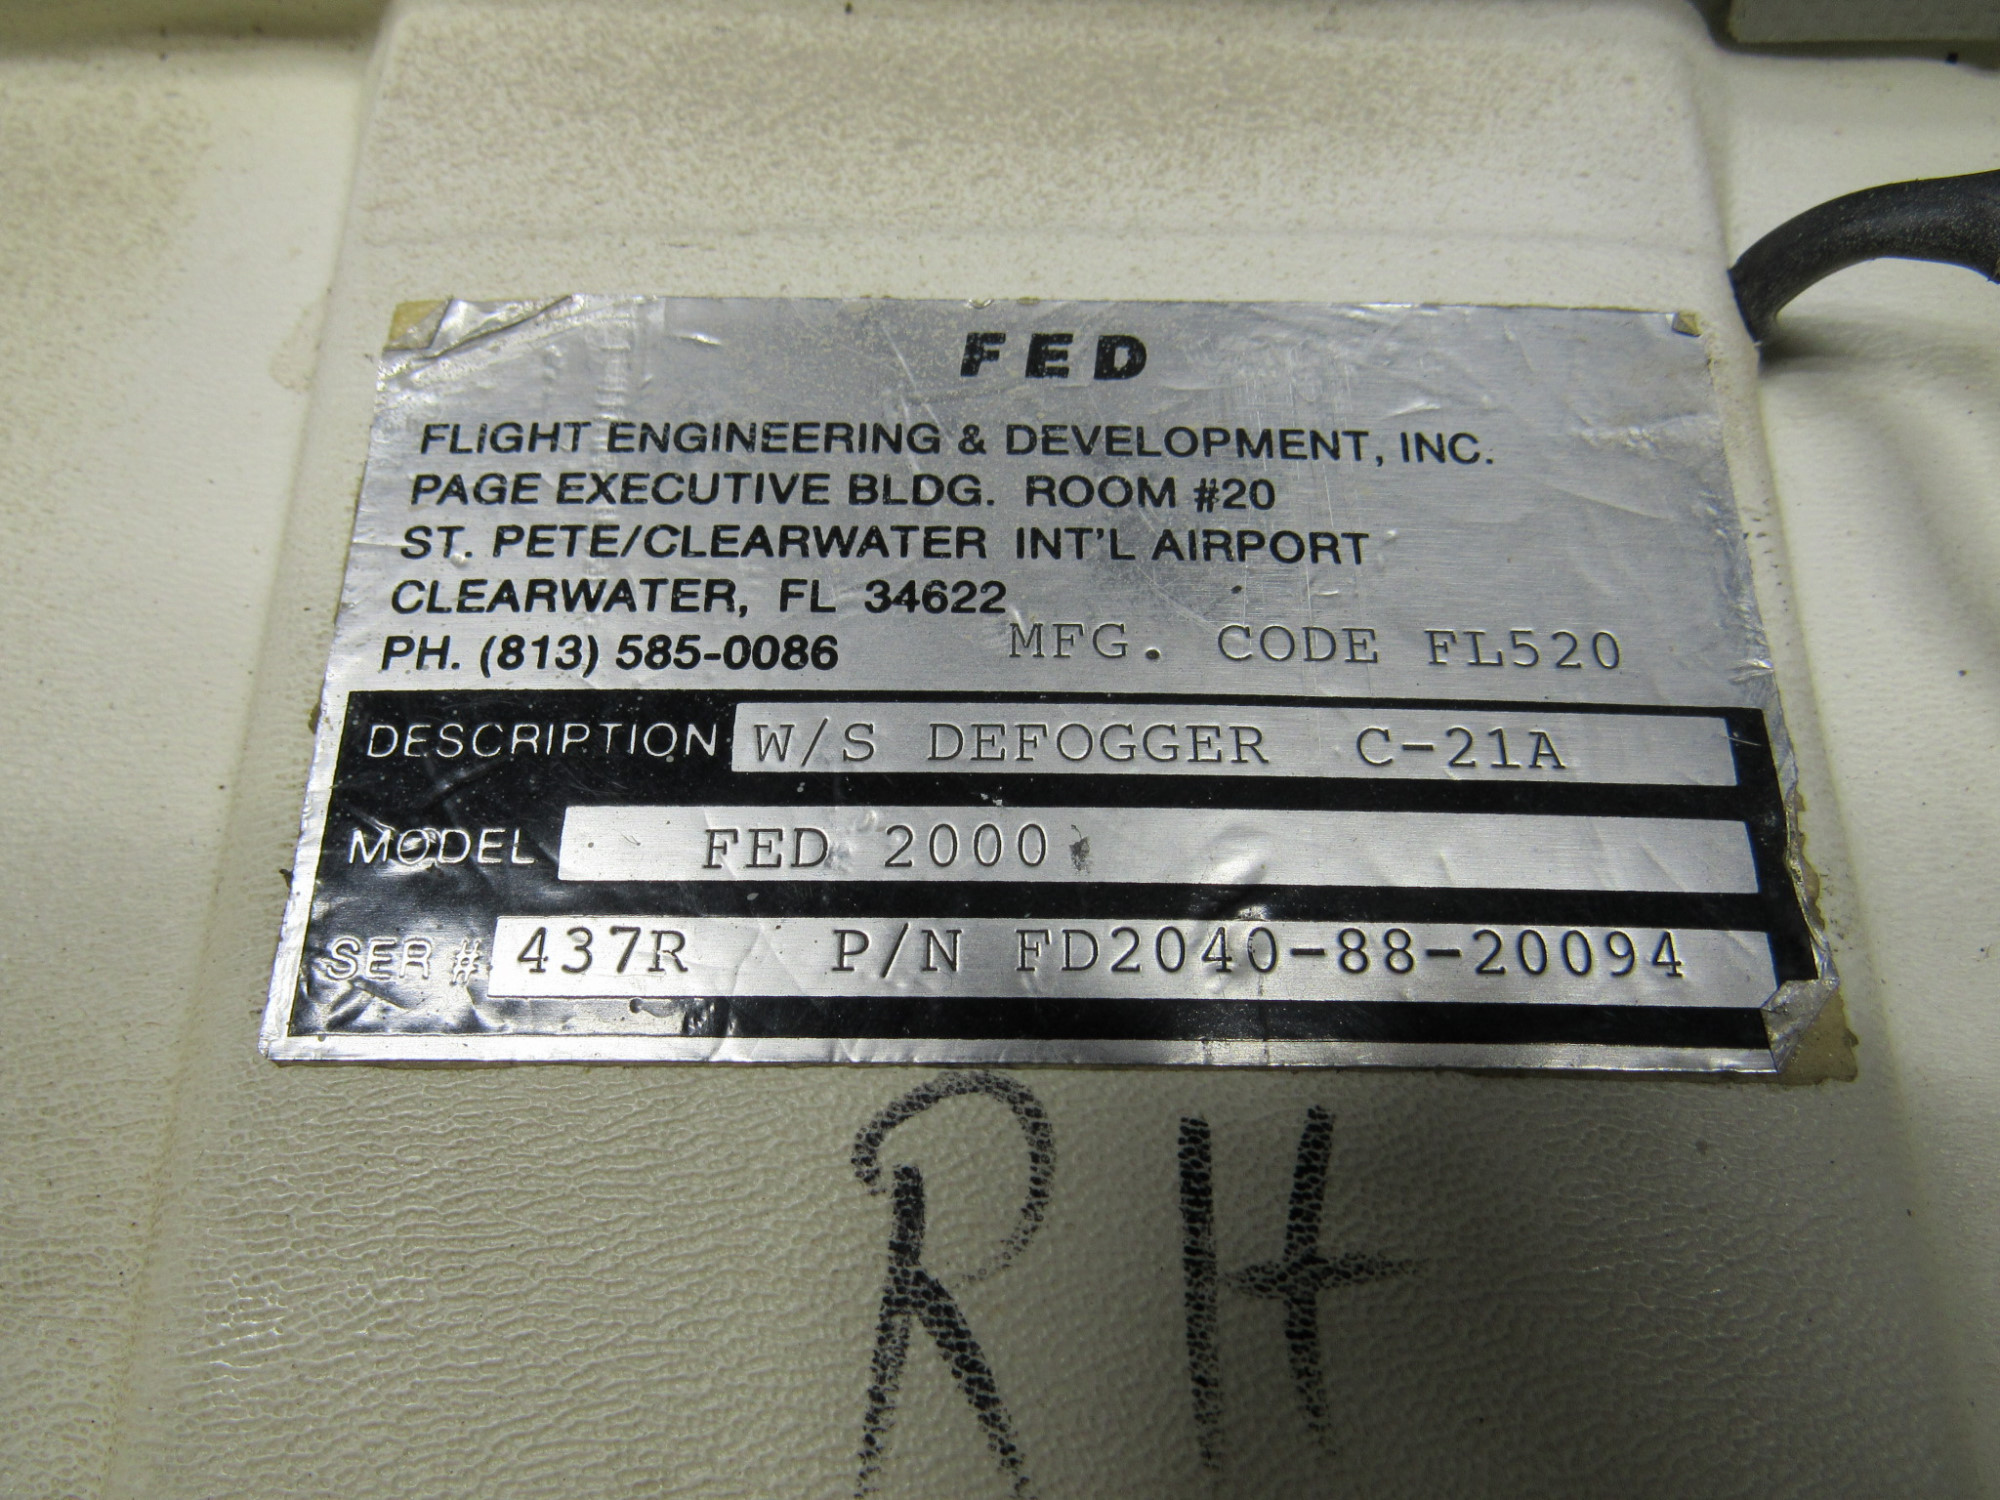 FED
FLIGHT ENGINEERING & DEVELOPMENT, INC.
PAGE EXECUTIVE BLDG. ROOM #20
ST. PETE/CLEARWATER INT'L AIRPORT
CLEARWATER, FL 34622
PH. (813) 585-0086 MFG. CODE FL520
DESCRIPTION W/S DEFOGGER C-21A
MODEL FED 2000
SER # 437R P/N FD2040-88-20094
RH